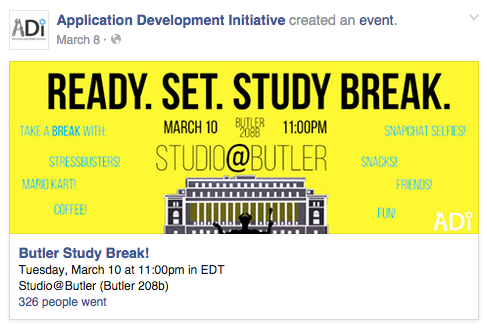 ADi
Application Development Initiative created an event.
March 8
READY. SET. STUDY BREAK.
MARCH 10 BUTLER 208B 11:00PM
STUDIO@BUTLER
TAKE A BREAK WITH:
STRESSBUSTERS!
MARIO KART!
COFFEE!
SNAPCHAT SELFIES!
SNACKS!
FRIENDS!
FUN!
ADi
Butler Study Break!
Tuesday, March 10 at 11:00pm in EDT
Studio@Butler (Butler 208b)
326 people went